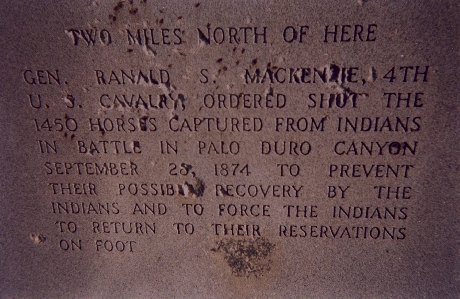 TWO MILES NORTH OF HERE
GEN. RANALD S. MACKENZIE, 4TH
U. S. CAVALRY, ORDERED SHOT THE
1450 HORSES CAPTURED FROM INDIANS
IN BATTLE IN PALO DURO CANYON
SEPTEMBER 28, 1874 TO PREVENT
THEIR POSSIBLE RECOVERY BY THE
INDIANS AND TO FORCE THE INDIANS
TO RETURN TO THEIR RESERVATIONS
ON FOOT